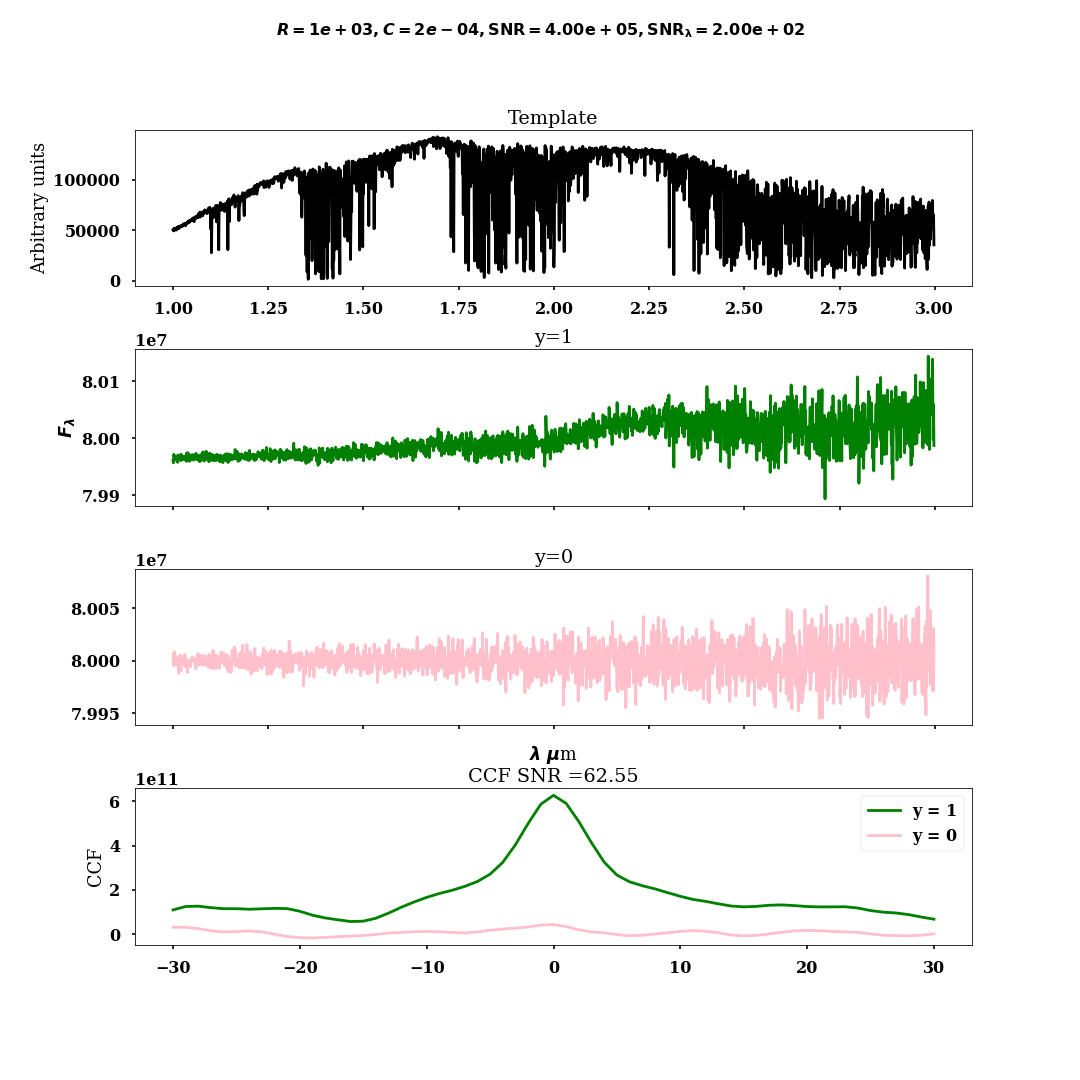 R = 1e + 03, C = 2e − 04, SNR = 4.00e + 05, SNRλ = 2.00e + 02
Template
Arbitrary units
100000
50000
0
1.00 1.25 1.50 1.75 2.00 2.25 2.50 2.75 3.00
1e7
y=1
Fλ
8.01
8.00
7.99
1e7
y=0
8.005
8.000
7.995
λ μm
1e11
CCF SNR =62.55
CCF
6
4
2
0
y = 1
y = 0
−30 −20 −10 0 10 20 30